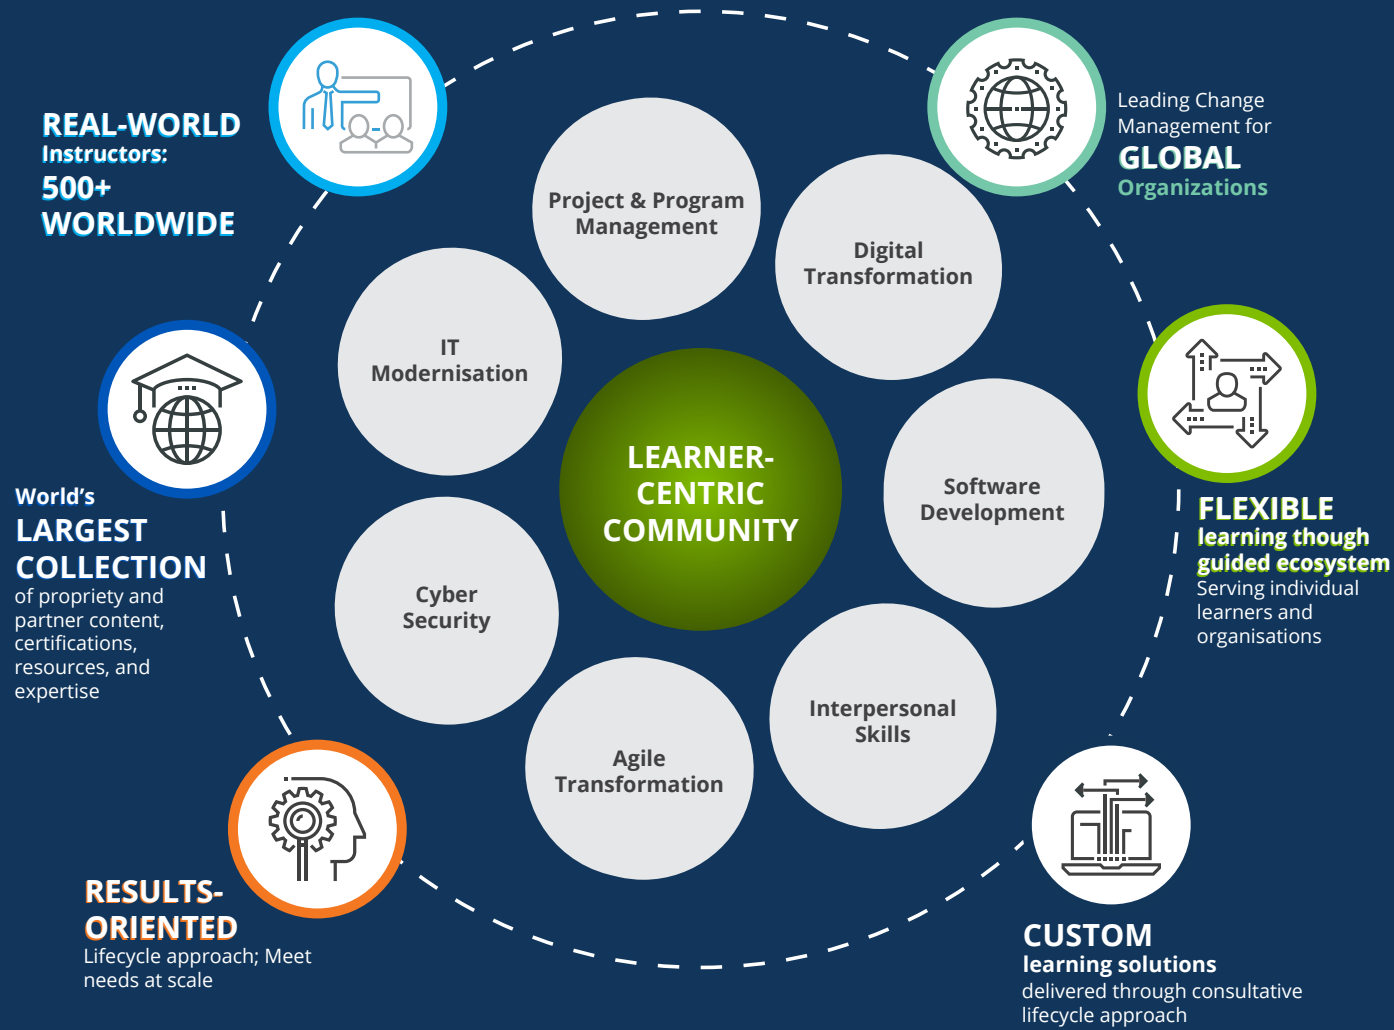 REAL-WORLD
Instructors:
500+
WORLDWIDE
Leading Change
Management for
GLOBAL
Organizations
Project & Program
Management
Digital
Transformation
IT
Modernisation
LEARNER-
CENTRIC
COMMUNITY
Software
Development
World's
LARGEST
COLLECTION
of propriety and
partner content,
certifications,
resources, and
expertise
FLEXIBLE
learning though
guided ecosystem
Serving individual
learners and
organisations
Cyber
Security
Interpersonal
Skills
Agile
Transformation
RESULTS-
ORIENTED
Lifecycle approach; Meet
needs at scale
CUSTOM
learning solutions
delivered through consultative
lifecycle approach